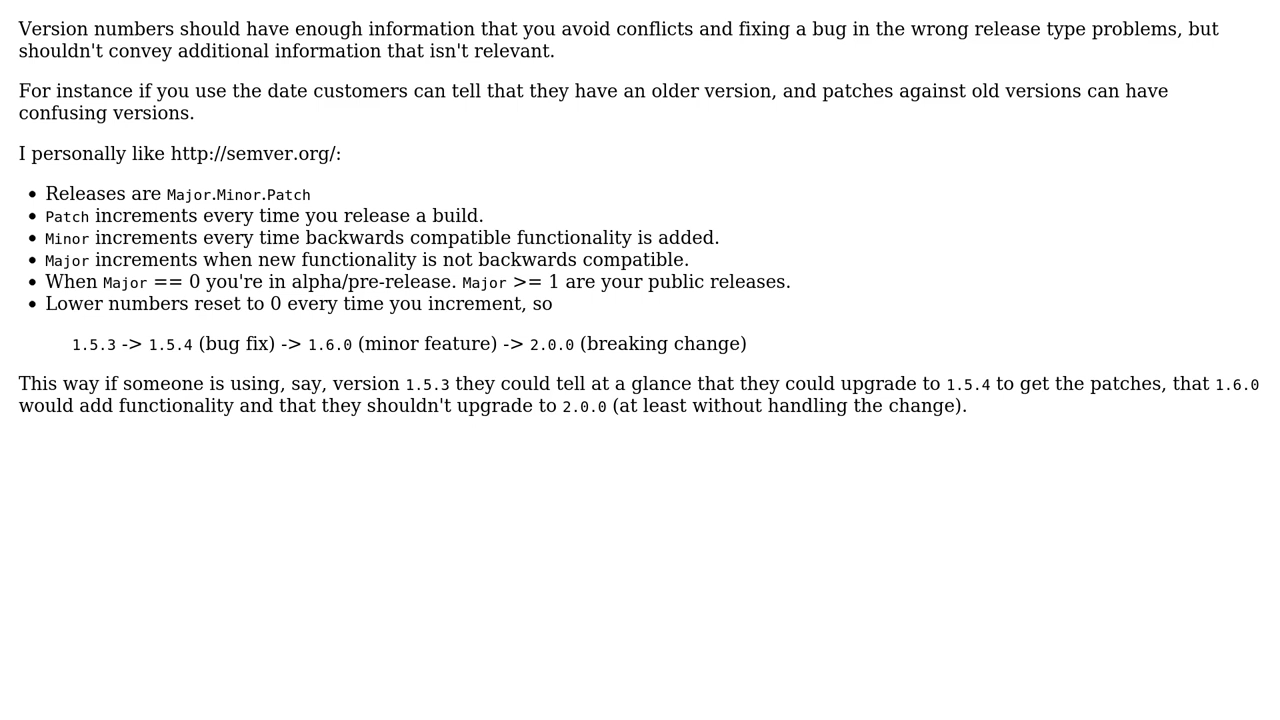 Version numbers should have enough information that you avoid conflicts and fixing a bug in the wrong release type problems, but
shouldn't convey additional information that isn't relevant.
For instance if you use the date customers can tell that they have an older version, and patches against old versions can have
confusing versions.
I personally like http://semver.org/:
• Releases are Major.Minor.Patch
• Patch increments every time you release a build.
• Minor increments every time backwards compatible functionality is added.
• Major increments when new functionality is not backwards compatible.
• When Major == 0 you're in alpha/pre-release. Major >= 1 are your public releases.
• Lower numbers reset to 0 every time you increment, so
1.5.3 -> 1.5.4 (bug fix) -> 1.6.0 (minor feature) -> 2.0.0 (breaking change)
This way if someone is using, say, version 1.5.3 they could tell at a glance that they could upgrade to 1.5.4 to get the patches, that 1.6.0
would add functionality and that they shouldn't upgrade to 2.0.0 (at least without handling the change).